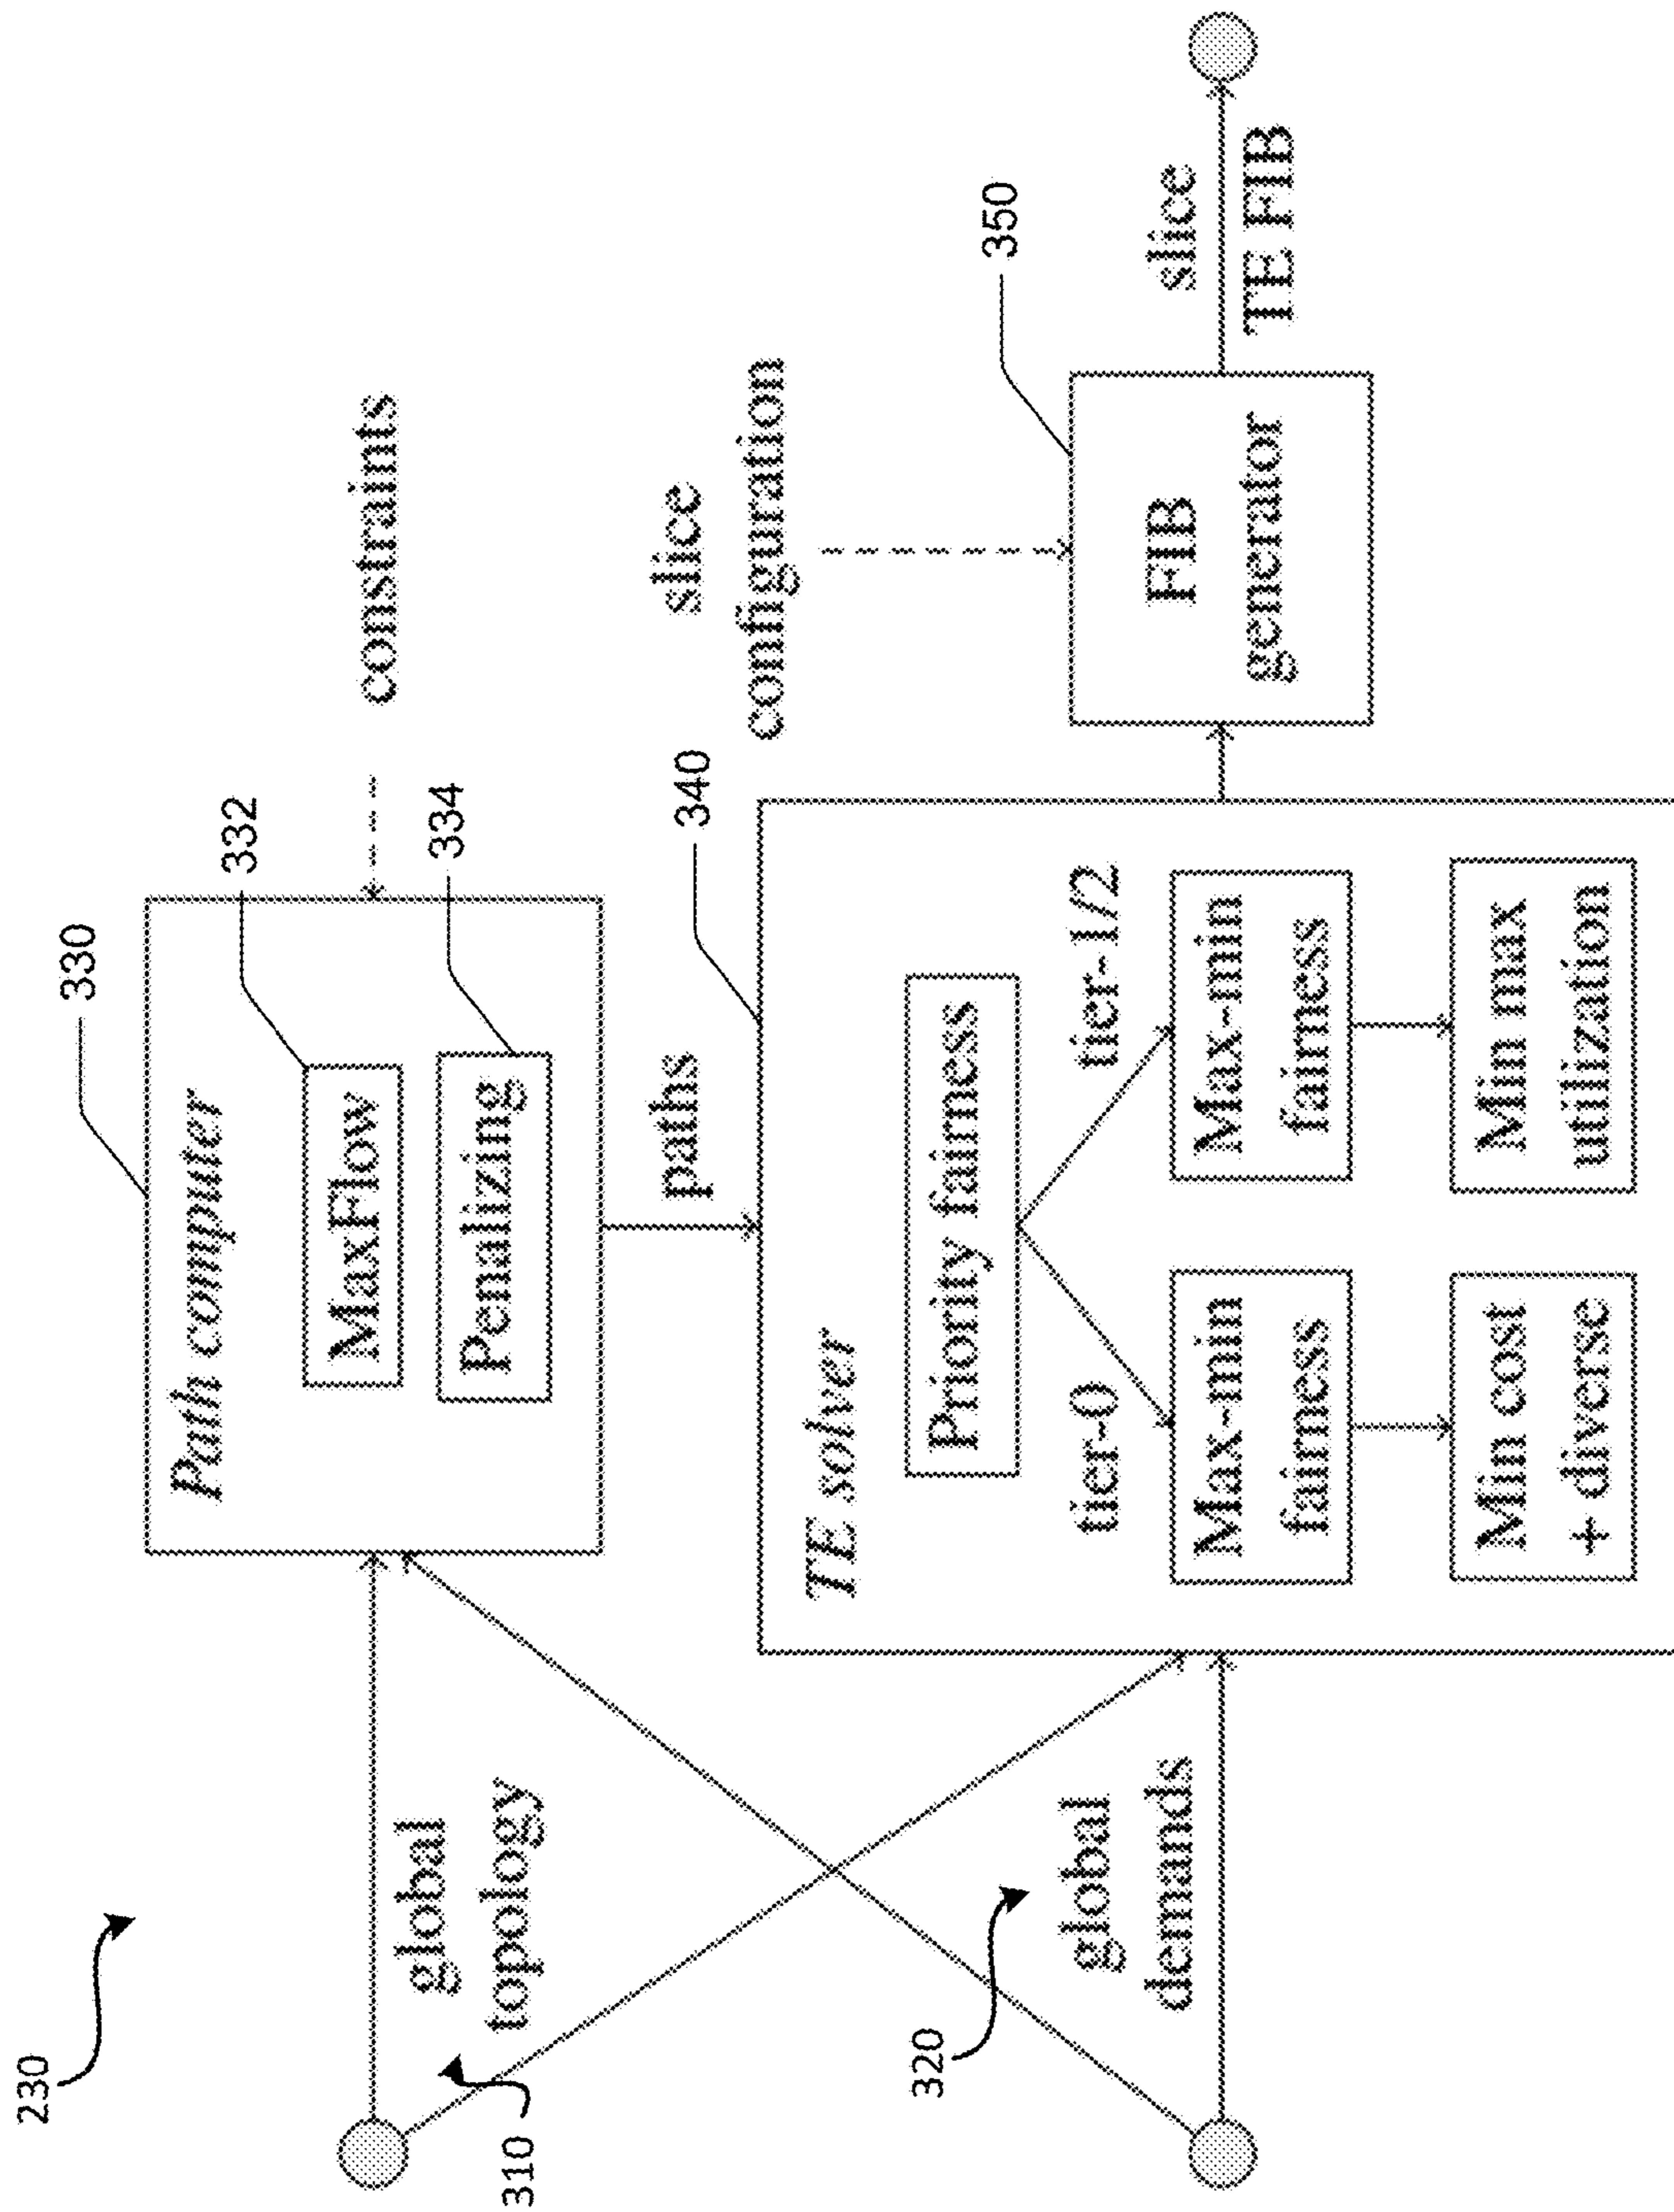 230
330
Path computer
332
MaxFlow
334
Penalizing
constraints
global
topology
310
paths
340
TE solver
Priority fairness
tier-0
tier-1/2
Max-min
fairness
Max-min
fairness
Min cost
+ diverse
Min max
utilization
320
global
demands
slice
configuration
350
FIB
generator
slice
TE FIB